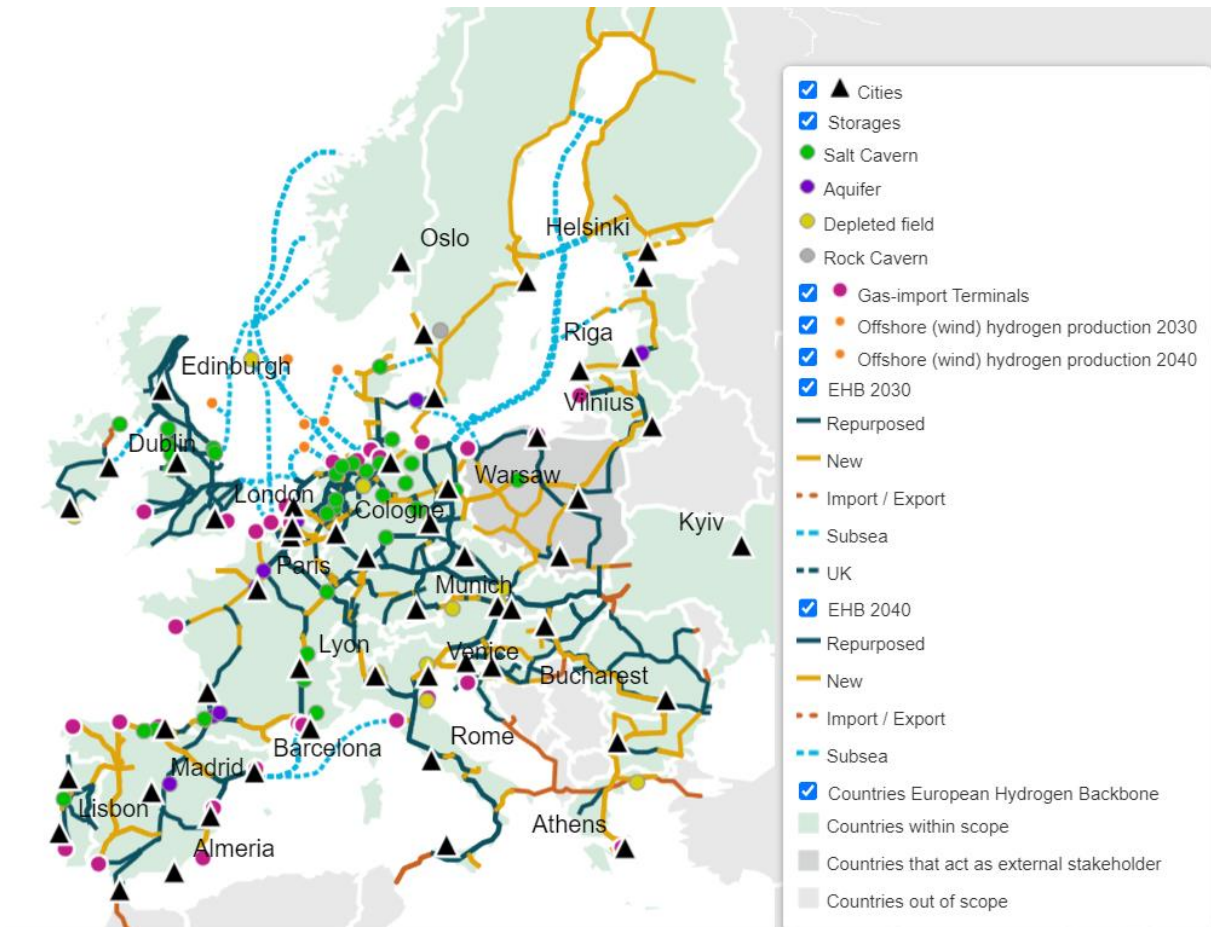 Oslo
Helsinki
Riga
Edinburgh
Vilnius
Dublin
Warsaw
London
Cologne
Kyiv
Paris
Munich
Lyon
Venice
Bucharest
Rome
Barcelona
Madrid
Lisbon
Athens
Almeria
Cities
Storages
Salt Cavern
Aquifer
Depleted field
Rock Cavern
Gas-import Terminals
Offshore (wind) hydrogen production 2030
Offshore (wind) hydrogen production 2040
EHB 2030
Repurposed
New
Import / Export
Subsea
UK
EHB 2040
Repurposed
New
Import / Export
Subsea
Countries European Hydrogen Backbone
Countries within scope
Countries that act as external stakeholder
Countries out of scope